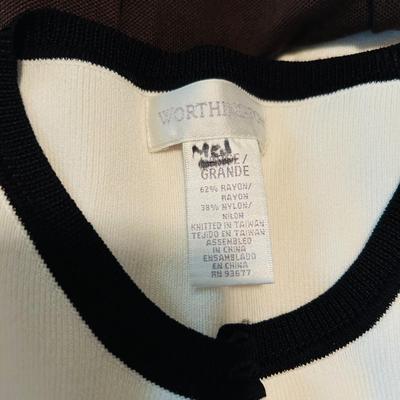 WORTHINGTON
Med
GRANDE
62% RAYON/
RAYON
38% NYLON/
NILON
KNITTED IN TAIWAN
TEJIDO EN TAIWAN
ASSEMBLED
IN CHINA
ENSAMBLADO
EN CHINA
RN 93677